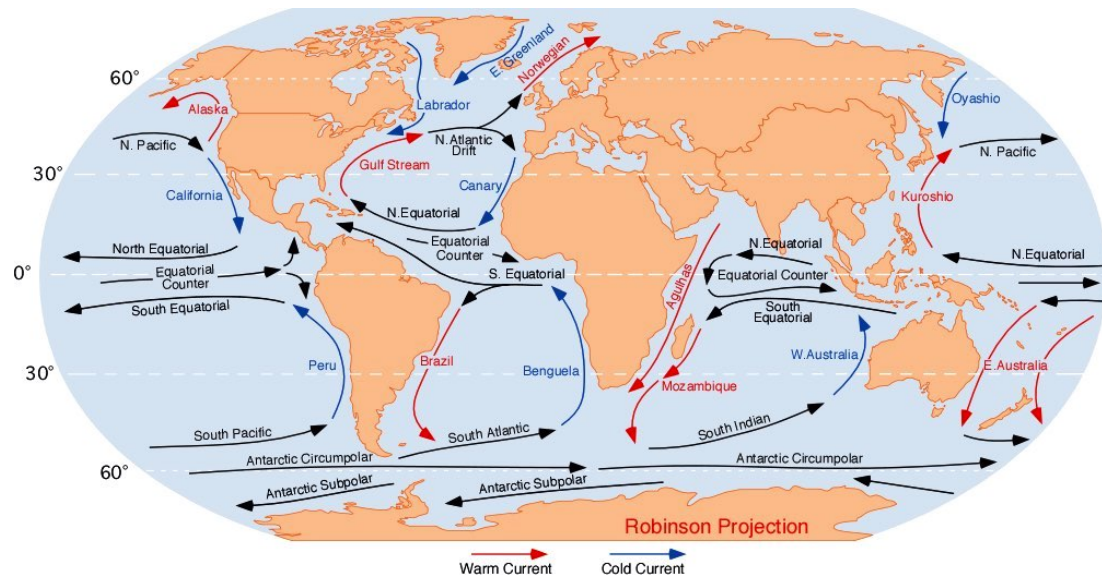 E. Greenland
Norwegian
60°
Alaska
Labrador
Oyashio
N. Pacific
N. Atlantic
Drift
N. Pacific
Gulf Stream
30°
30°
California
Canary
Kuroshio
N.Equatorial
North Equatorial
Equatorial
Counter
N.Equatorial
N.Equatorial
0°
0°
Equatorial
Counter
S. Equatorial
Agulhas
Equatorial Counter
South Equatorial
South
Equatorial
Peru
Brazil
Benguela
W.Australia
E.Australia
30°
30°
Mozambique
South Pacific
South Atlantic
South Indian
Antarctic Circumpolar
Antarctic Circumpolar
60°
Antarctic Subpolar
Antarctic Subpolar
Robinson Projection
Warm Current
Cold Current